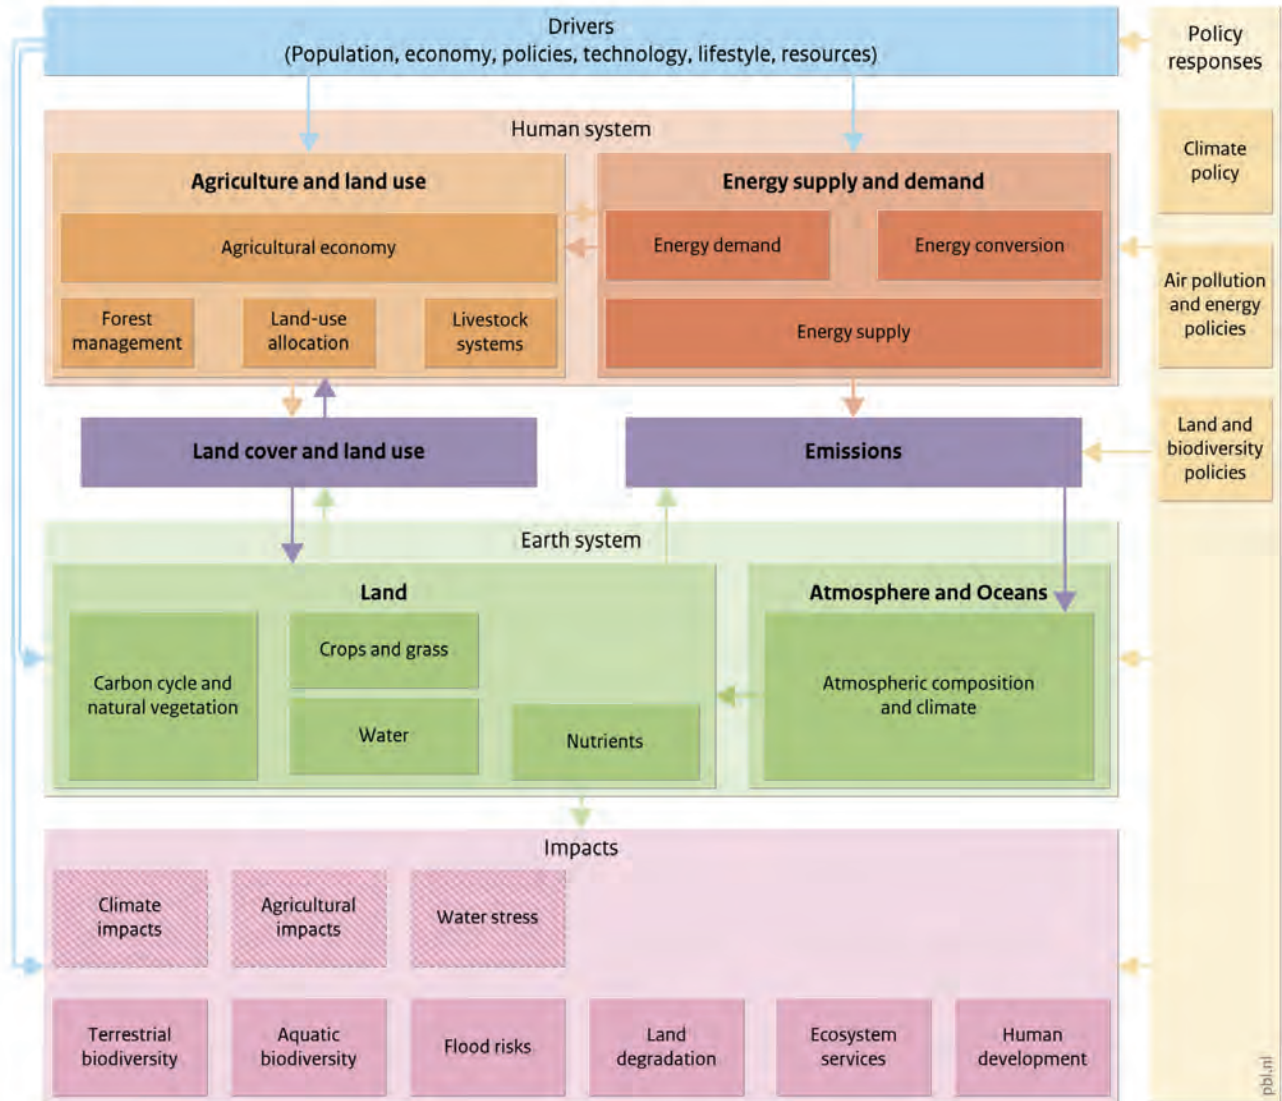 Drivers
(Population, economy, policies, technology, lifestyle, resources)
Policy
responses
Human system
Climate
policy
Agriculture and land use
Energy supply and demand
Agricultural economy
Energy demand
Energy conversion
Air pollution
and energy
policies
Forest
management
Land-use
allocation
Livestock
systems
Energy supply
Land cover and land use
Emissions
Land and
biodiversity
policies
Earth system
Land
Atmosphere and Oceans
Carbon cycle and
natural vegetation
Crops and grass
Water
Nutrients
Atmospheric composition
and climate
Impacts
Climate
impacts
Agricultural
impacts
Water stress
Terrestrial
biodiversity
Aquatic
biodiversity
Flood risks
Land
degradation
Ecosystem
services
Human
development
pbl.nl